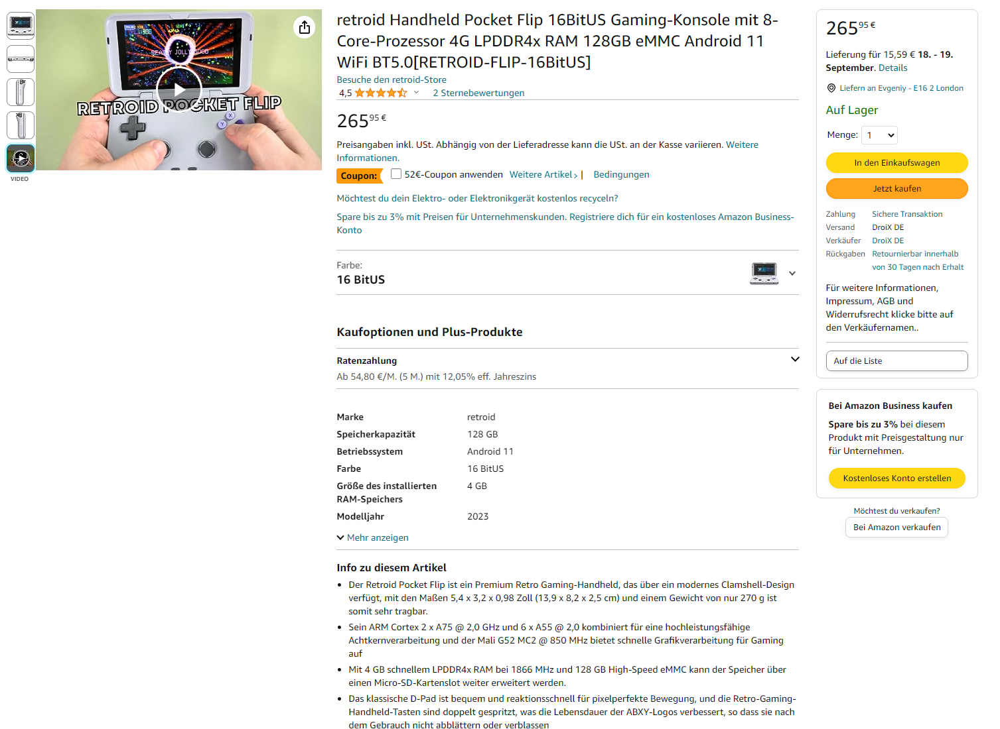 VIDEO
RETROID POCKET FLIP
retroid Handheld Pocket Flip 16BitUS Gaming-Konsole mit 8-
Core-Prozessor 4G LPDDR4x RAM 128GB eMMC Android 11
WiFi BT5.0[RETROID-FLIP-16BitUS]
Besuche den retroid-Store
4,5 2 Sternebewertungen
265 95 €
Preisangaben inkl. USt. Abhängig von der Lieferadresse kann die USt. an der Kasse variieren. Weitere
Informationen.
Coupon: 52€-Coupon anwenden Weitere Artikel › | Bedingungen
Möchtest du dein Elektro- oder Elektronikgerät kostenlos recyceln?
Spare bis zu 3% mit Preisen für Unternehmenskunden. Registriere dich für ein kostenloses Amazon Business-
Konto
Farbe:
16 BitUS
Kaufoptionen und Plus-Produkte
Ratenzahlung
Ab 54,80 €/M. (5 M.) mit 12,05% eff. Jahreszins
Marke retroid
Speicherkapazität 128 GB
Betriebssystem Android 11
Farbe 16 BitUS
Größe des installierten 4 GB
RAM-Speichers
Modelljahr 2023
Mehr anzeigen
Info zu diesem Artikel
• Der Retroid Pocket Flip ist ein Premium Retro Gaming-Handheld, das über ein modernes Clamshell-Design
verfügt, mit den Maßen 5,4 x 3,2 x 0,98 Zoll (13,9 x 8,2 x 2,5 cm) und einem Gewicht von nur 270 g ist
somit sehr tragbar.
• Sein ARM Cortex 2 x A75 @ 2,0 GHz und 6 x A55 @ 2,0 kombiniert für eine hochleistungsfähige
Achtkernverarbeitung und der Mali G52 MC2 @ 850 MHz bietet schnelle Grafikverarbeitung für Gaming
auf
• Mit 4 GB schnellem LPDDR4x RAM bei 1866 MHz und 128 GB High-Speed eMMC kann der Speicher über
einen Micro-SD-Kartenslot weiter erweitert werden.
• Das klassische D-Pad ist bequem und reaktionsschnell für pixelperfekte Bewegung, und die Retro-Gaming-
Handheld-Tasten sind doppelt gespritzt, was die Lebensdauer der ABXY-Logos verbessert, so dass sie nach
dem Gebrauch nicht abblättern oder verblassen
265 95 €
Lieferung für 15,59 € 18. - 19.
September. Details
Liefern an Evgeniy - E16 2 London
Auf Lager
Menge: 1
In den Einkaufswagen
Jetzt kaufen
Zahlung Sichere Transaktion
Versand DroiX DE
Verkäufer DroiX DE
Rückgaben Retournierbar innerhalb
von 30 Tagen nach Erhalt
Für weitere Informationen,
Impressum, AGB und
Widerrufsrecht klicke bitte auf
den Verkäufernamen..
Auf die Liste
Bei Amazon Business kaufen
Spare bis zu 3% bei diesem
Produkt mit Preisgestaltung nur
für Unternehmen.
Kostenloses Konto erstellen
Möchtest du verkaufen?
Bei Amazon verkaufen